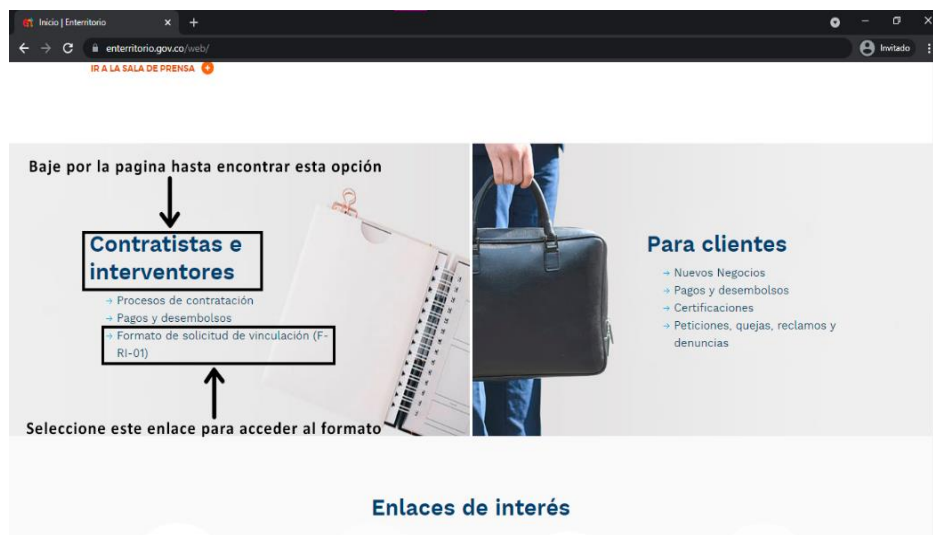 Inicio | Enterritorio
enterritorio.gov.co/web/
Invitado
IR A LA SALA DE PRENSA
Baje por la pagina hasta encontrar esta opción
Contratistas e
interventores
→ Procesos de contratación
→ Pagos y desembolsos
→ Formato de solicitud de vinculación (F-
RI-01)
Seleccione este enlace para acceder al formato
Para clientes
→ Nuevos Negocios
→ Pagos y desembolsos
→ Certificaciones
→ Peticiones, quejas, reclamos y
denuncias
Enlaces de interés